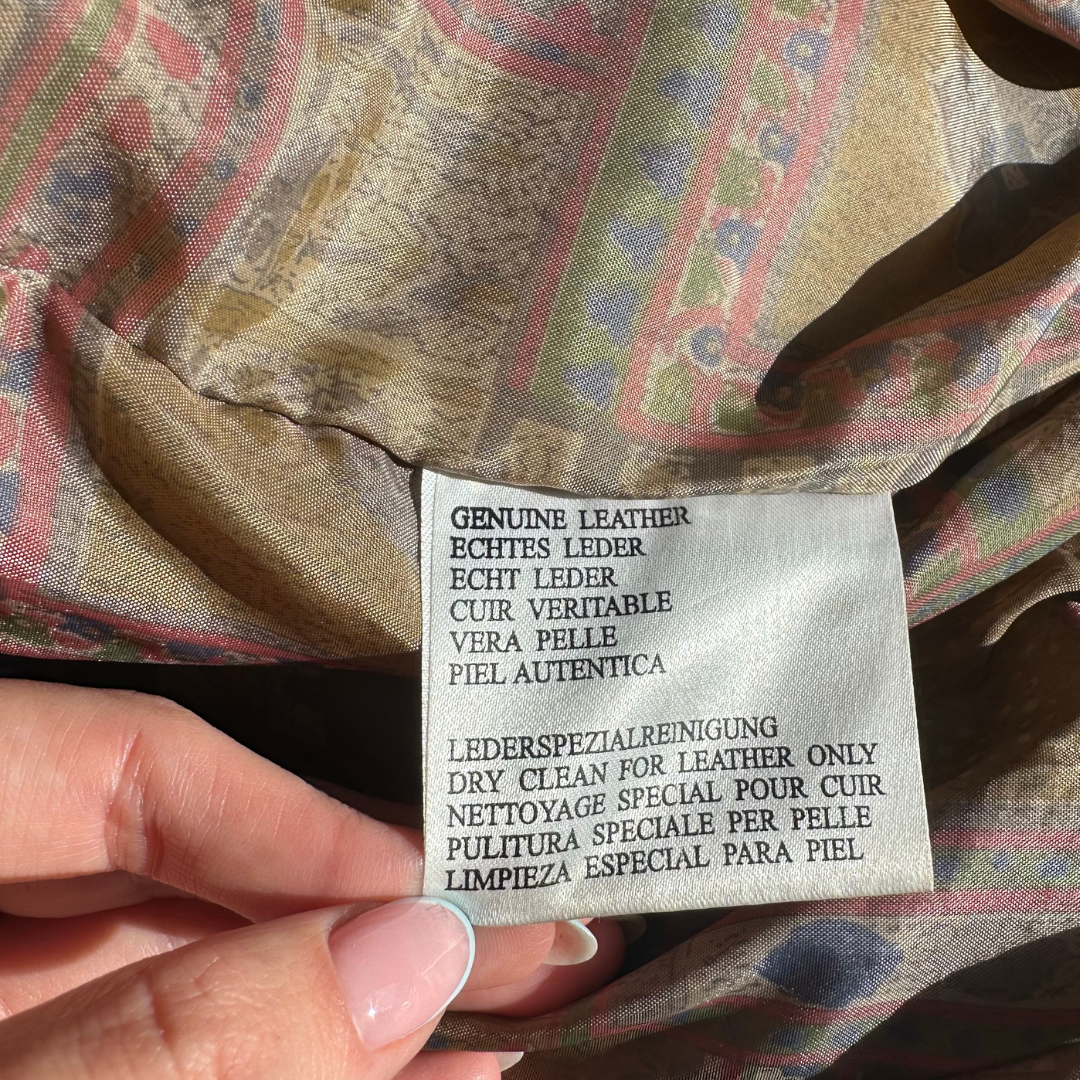 GENUINE LEATHER
ECHTES LEDER
ECHT LEDER
CUIR VERITABLE
VERA PELLE
PIEL AUTENTICA
LEDERSPEZIALREINIGUNG
DRY CLEAN FOR LEATHER ONLY
NETTOYAGE SPECIAL POUR CUIR
PULITURA SPECIALE PER PELLE
LIMPIEZA ESPECIAL PARA PIEL